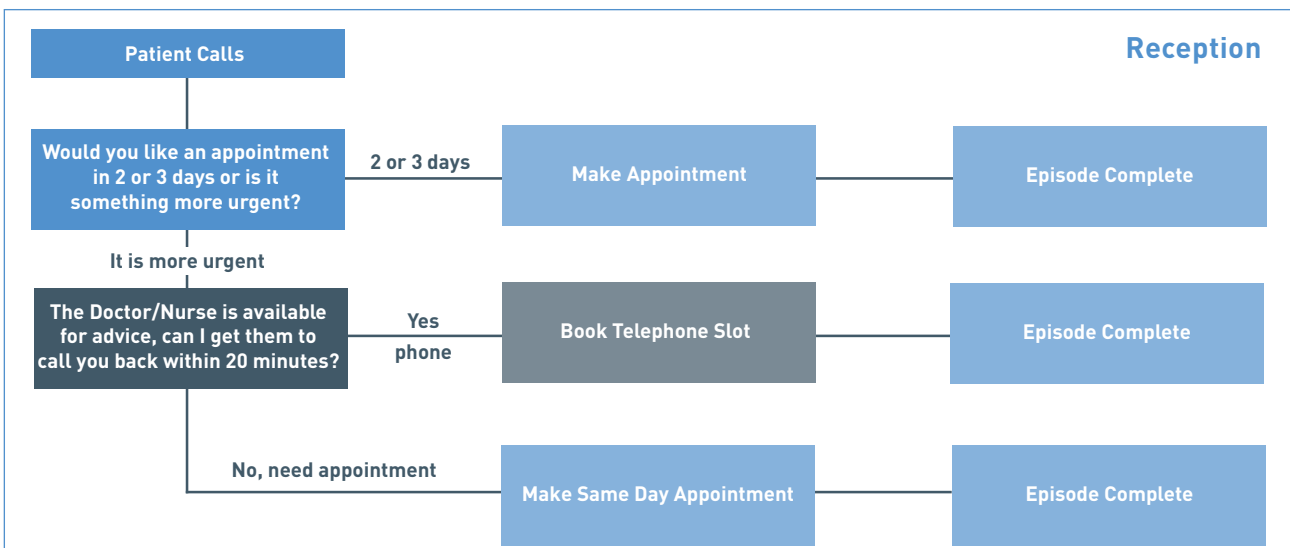 Reception
Patient Calls
Would you like an appointment
in 2 or 3 days or is it
something more urgent?
2 or 3 days
Make Appointment
Episode Complete
It is more urgent
The Doctor/Nurse is available
for advice, can I get them to
call you back within 20 minutes?
Yes
phone
Book Telephone Slot
Episode Complete
No, need appointment
Make Same Day Appointment
Episode Complete